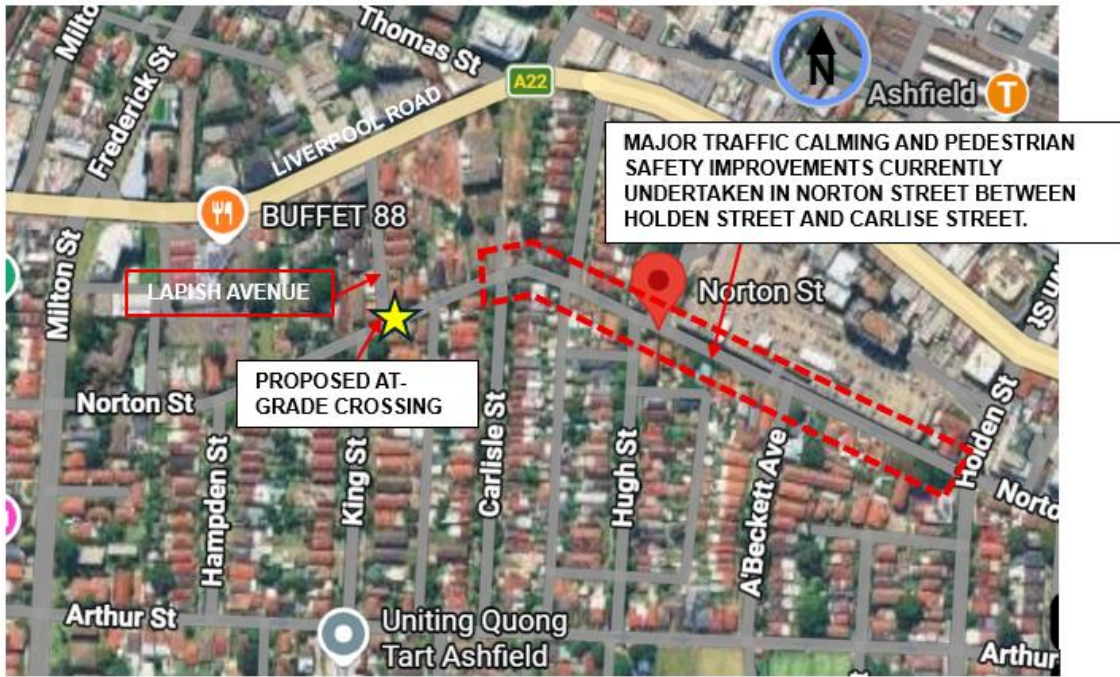 Milto
Frederick St
Thomas St
A22
LIVERPOOL ROAD
N
Ashfield
T
BUFFET 88
MAJOR TRAFFIC CALMING AND PEDESTRIAN
SAFETY IMPROVEMENTS CURRENTLY
UNDERTAKEN IN NORTON STREET BETWEEN
HOLDEN STREET AND CARLISE STREET.
Milton St
LAPISH AVENUE
Norton St
n St
PROPOSED AT-
GRADE CROSSING
Norton St
Hampden St
King St
Carlisle St
Hugh St
A'Beckett Ave
Holden St
Norto
Arthur St
Uniting Quong
Tart Ashfield
Arthur